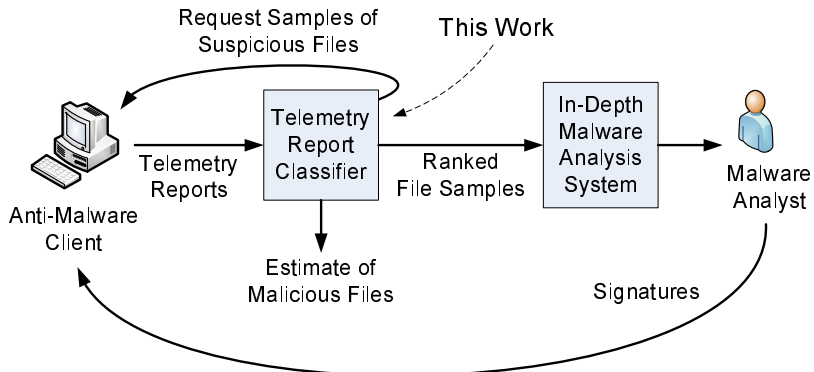 Request Samples of
Suspicious Files
This Work
Telemetry
Report
Classifier
In-Depth
Malware
Analysis
System
Telemetry
Reports
Ranked
File Samples
Anti-Malware
Client
Malware
Analyst
Estimate of
Malicious Files
Signatures